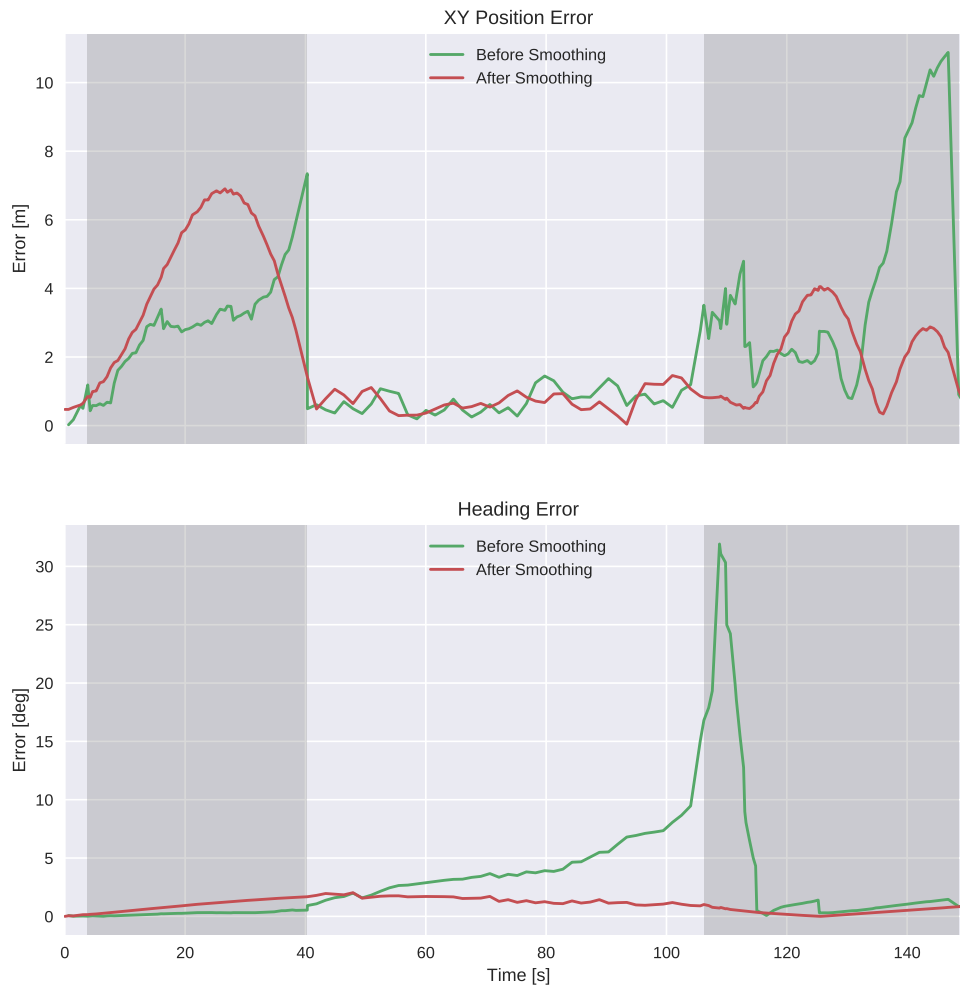 XY Position Error
Before Smoothing
After Smoothing
10
8
6
4
2
0
Error [m]
Heading Error
Before Smoothing
After Smoothing
30
25
20
15
10
5
0
Error [deg]
0 20 40 60 80 100 120 140
Time [s]